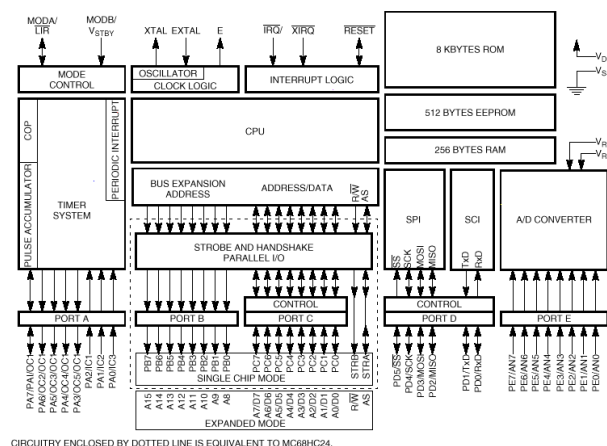 MODA/
LIR
MODB/
VSTBY
XTAL EXTAL E
IRQ/ XIRQ RESET
MODE
CONTROL
OSCILLATOR
CLOCK LOGIC
INTERRUPT LOGIC
8 KBYTES ROM
COP
PERIODIC INTERRUPT
PULSE ACCUMULATOR
TIMER
SYSTEM
CPU
512 BYTES EEPROM
256 BYTES RAM
BUS EXPANSION
ADDRESS
ADDRESS/DATA
R/W
AS
STROBE AND HANDSHAKE
PARALLEL I/O
SPI
SS
SCK
MOSI
MISO
SCI
TxD
RxD
A/D CONVERTER
PORT A
PORT B
CONTROL
PORT C
CONTROL
PORT D
PORT E
PA7/PAI/OC1
PA6/OC2/OC1
PA5/OC3/OC1
PA4/OC4/OC1
PA3/OC5/OC1
PA2/IC1
PA1/IC2
PA0/IC3
PB7
PB6
PB5
PB4
PB3
PB2
PB1
PB0
PC7
PC6
PC5
PC4
PC3
PC2
PC1
PC0
STRB
STRA
SINGLE CHIP MODE
A15
A14
A13
A12
A11
A10
A9
A8
A7/D7
A6/D6
A5/D5
A4/D4
A3/D3
A2/D2
A1/D1
A0/D0
R/W
AS
EXPANDED MODE
PD5/SS
PD4/SCK
PD3/MOSI
PD2/MISO
PD1/TxD
PD0/RxD
PE7/AN7
PE6/AN6
PE5/AN5
PE4/AN4
PE3/AN3
PE2/AN2
PE1/AN1
PE0/AN0
CIRCUITRY ENCLOSED BY DOTTED LINE IS EQUIVALENT TO MC68HC24.